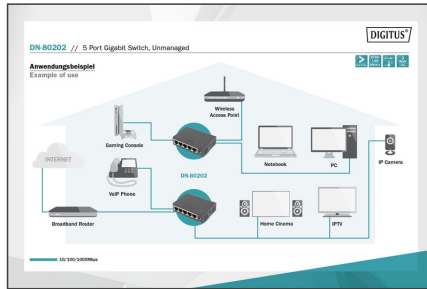 DIGITUS®
DN-80202 // 5 Port Gigabit Switch, Unmanaged
Anwendungsbeispiel
Example of use
Wireless
Access Point
Gaming Console
Notebook
PC
IP Camera
INTERNET
DN-80202
VoIP Phone
Broadband Router
Home Cinema
IPTV
10/100/1000Mbps